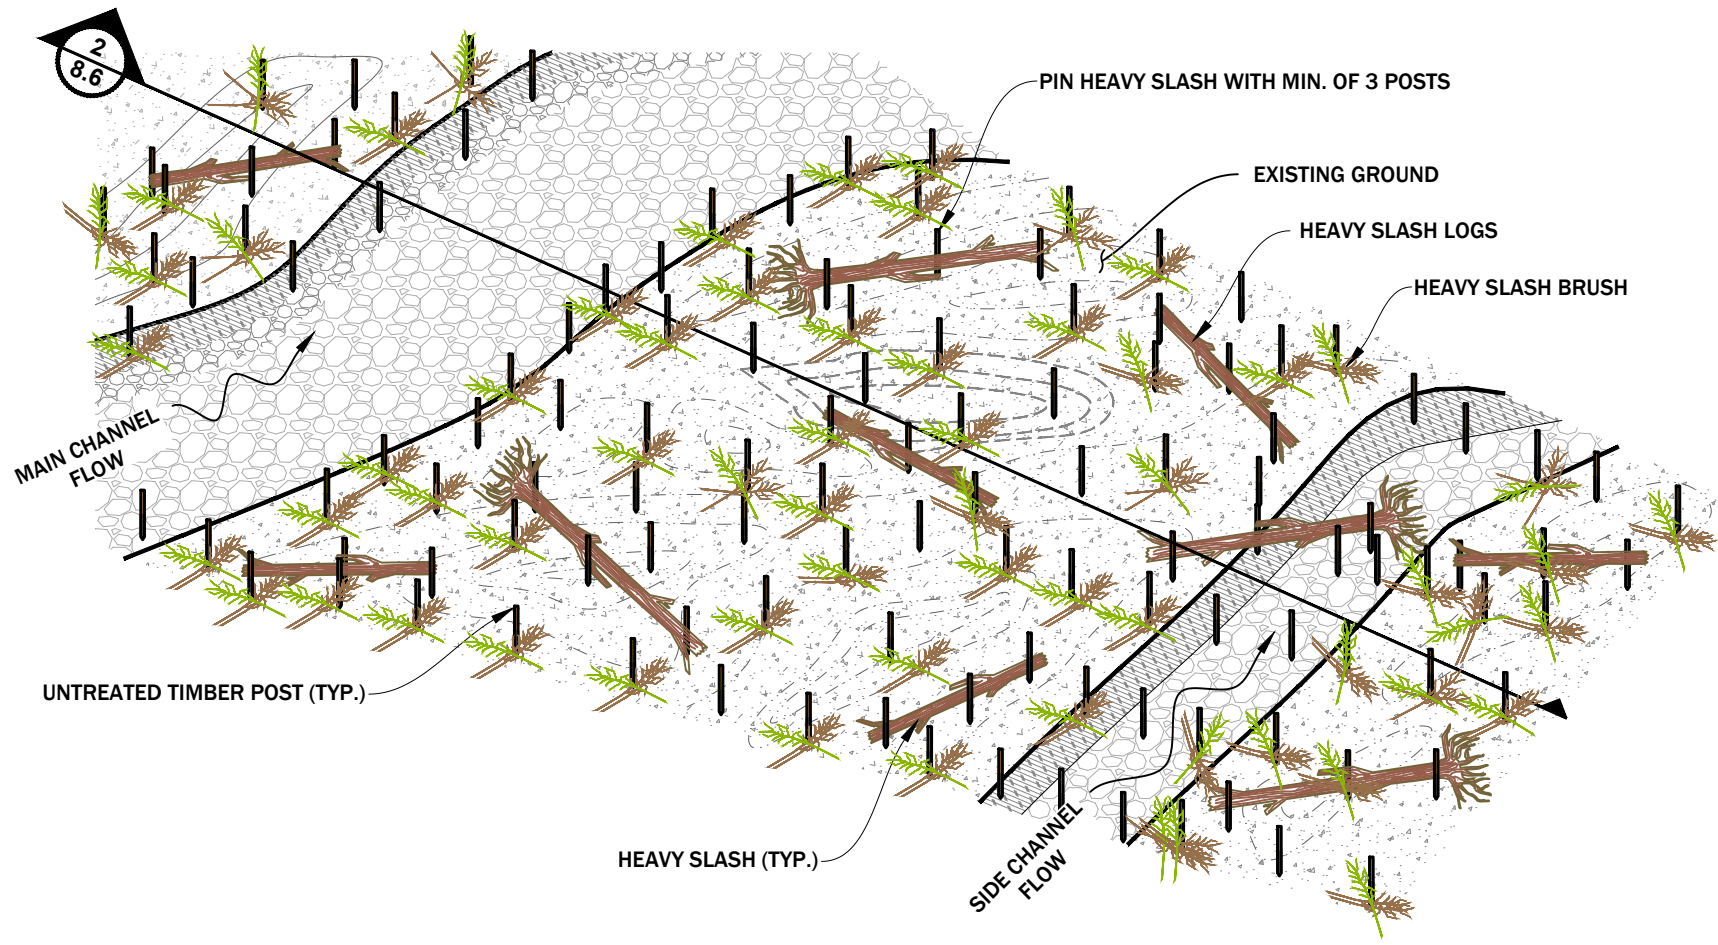 2
8.6
PIN HEAVY SLASH WITH MIN. OF 3 POSTS
EXISTING GROUND
HEAVY SLASH LOGS
HEAVY SLASH BRUSH
MAIN CHANNEL
FLOW
UNTREATED TIMBER POST (TYP.)
HEAVY SLASH (TYP.)
SIDE CHANNEL
FLOW